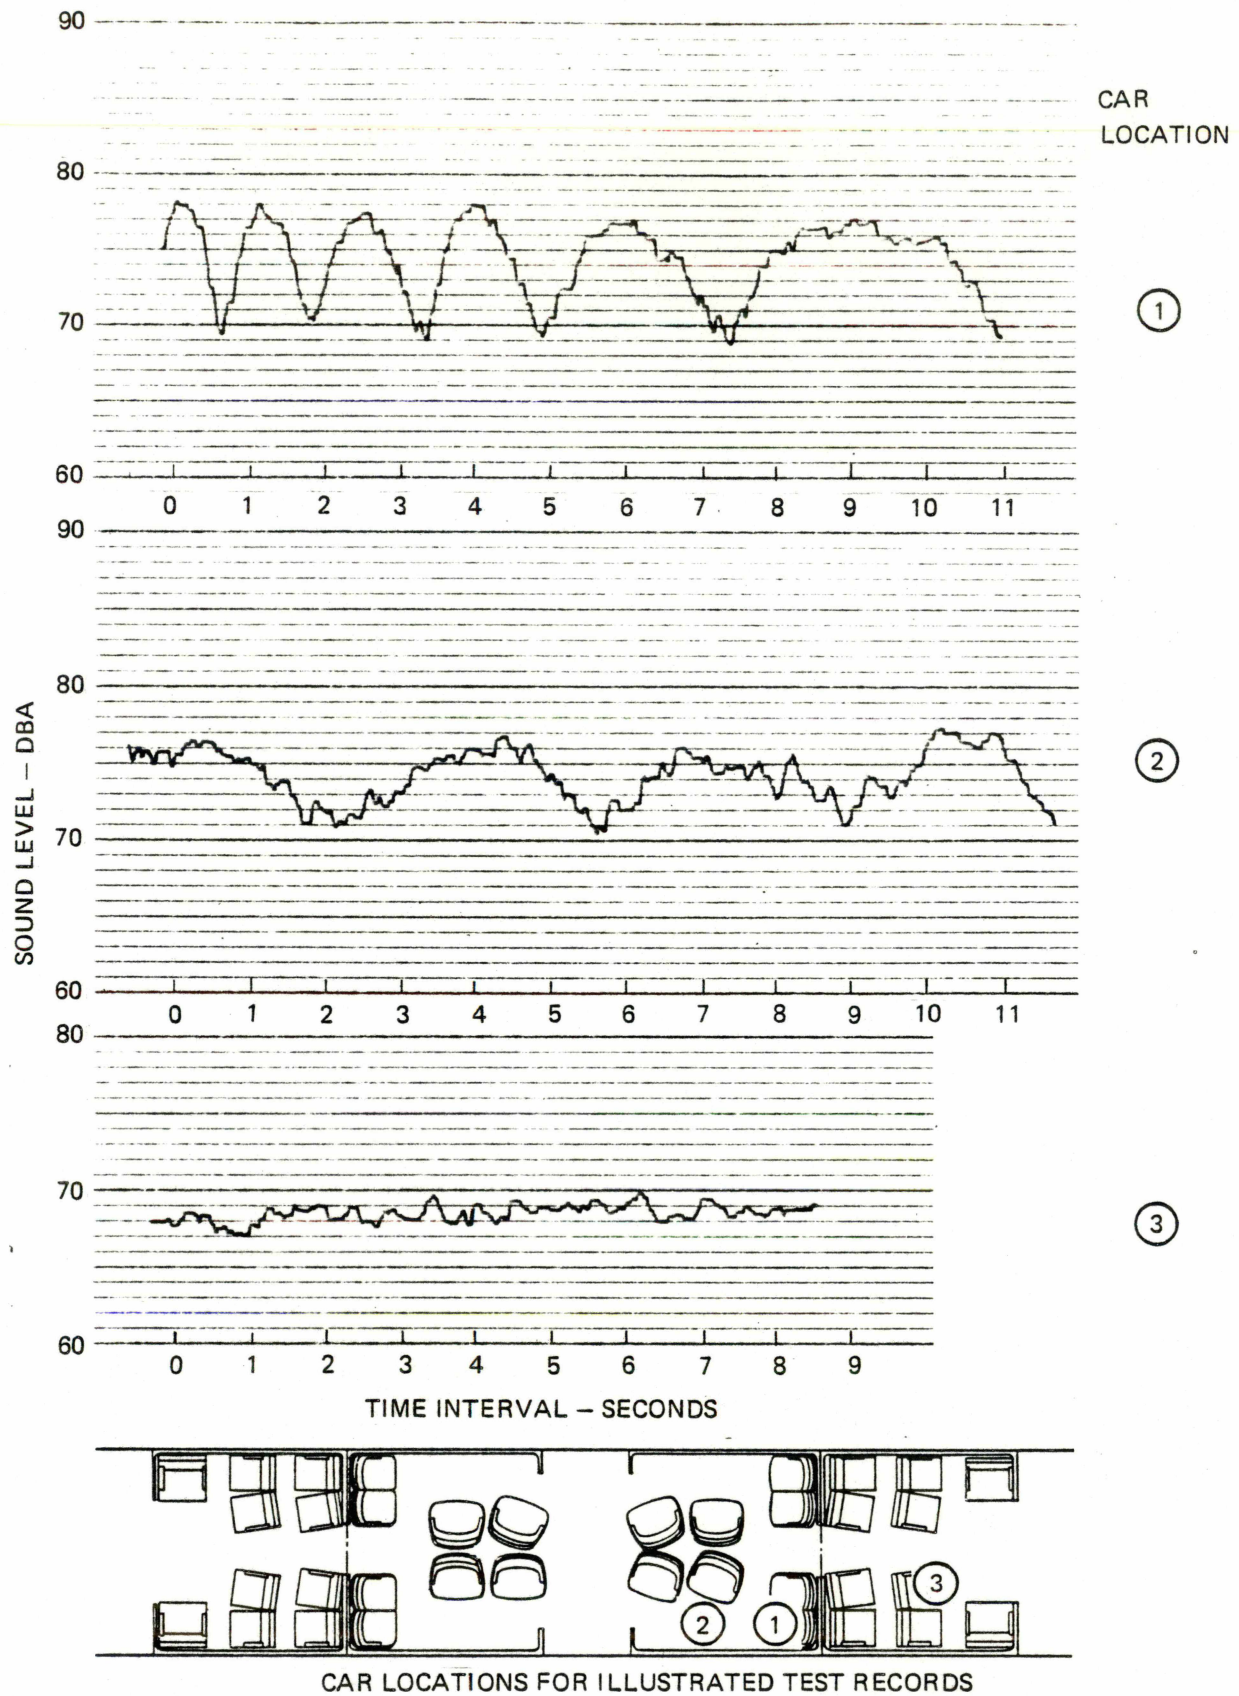 90
CAR
LOCATION
80
70
1
60
0 1 2 3 4 5 6 7 8 9 10 11
90
80
SOUND LEVEL — DBA
2
70
60
0 1 2 3 4 5 6 7 8 9 10 11
80
70
3
60
0 1 2 3 4 5 6 7 8 9
TIME INTERVAL — SECONDS
3
2 1
CAR LOCATIONS FOR ILLUSTRATED TEST RECORDS